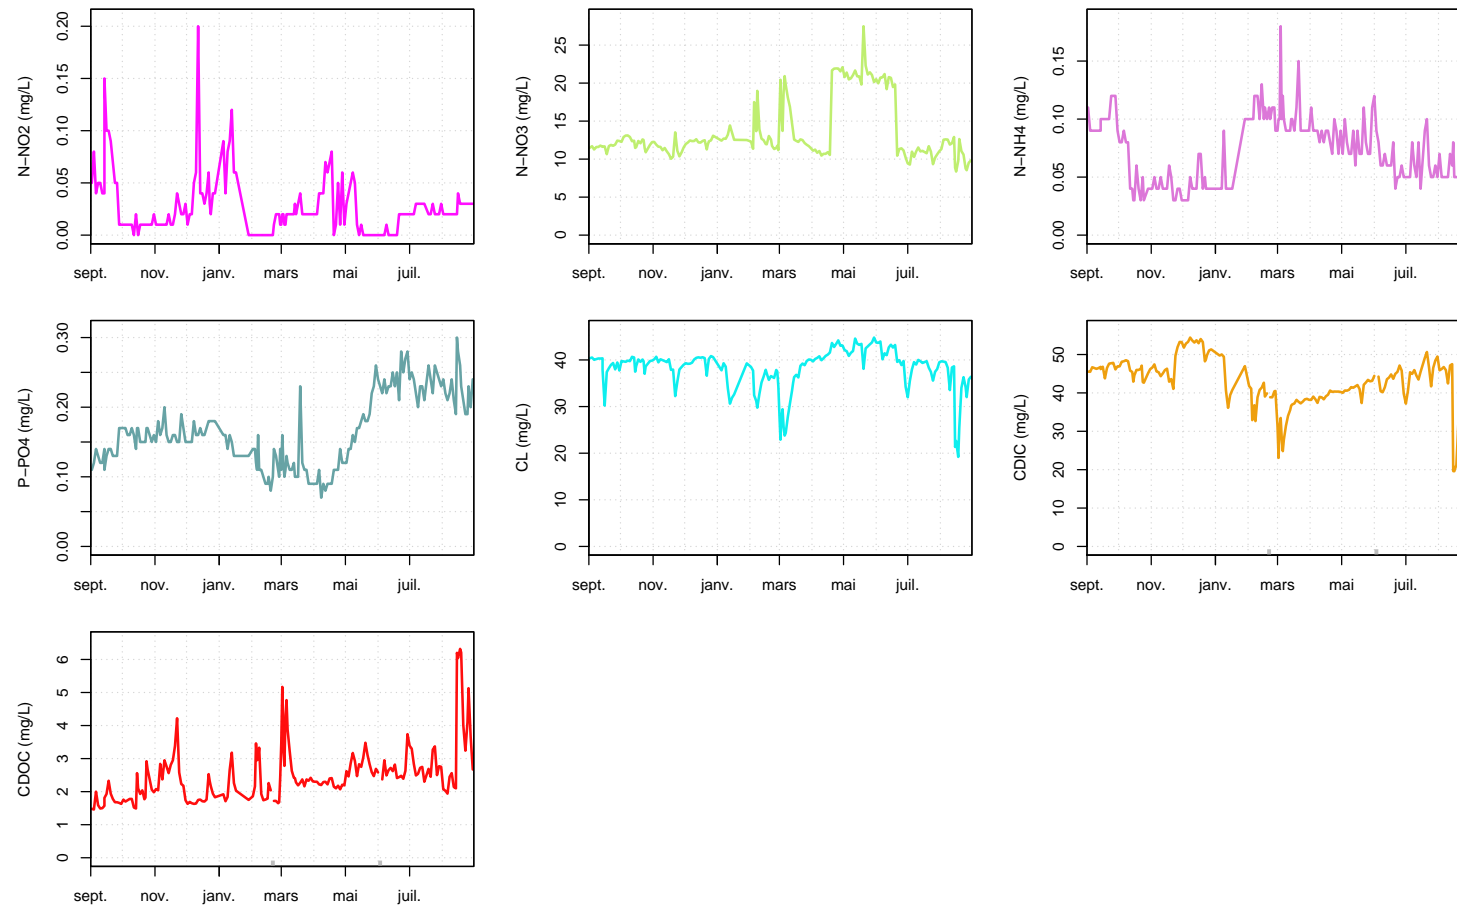 N−NO2 (mg/L)
0.00 0.05 0.10 0.15 0.20
sept. nov. janv. mars mai juil.
N−NO3 (mg/L)
0 5 10 15 20 25
sept. nov. janv. mars mai juil.
N−NH4 (mg/L)
0.00 0.05 0.10 0.15
sept. nov. janv. mars mai juil.
P−PO4 (mg/L)
0.00 0.10 0.20 0.30
sept. nov. janv. mars mai juil.
CL (mg/L)
0 10 20 30 40
sept. nov. janv. mars mai juil.
CDIC (mg/L)
0 10 20 30 40 50
sept. nov. janv. mars mai juil.
CDOC (mg/L)
0 1 2 3 4 5 6
sept. nov. janv. mars mai juil.